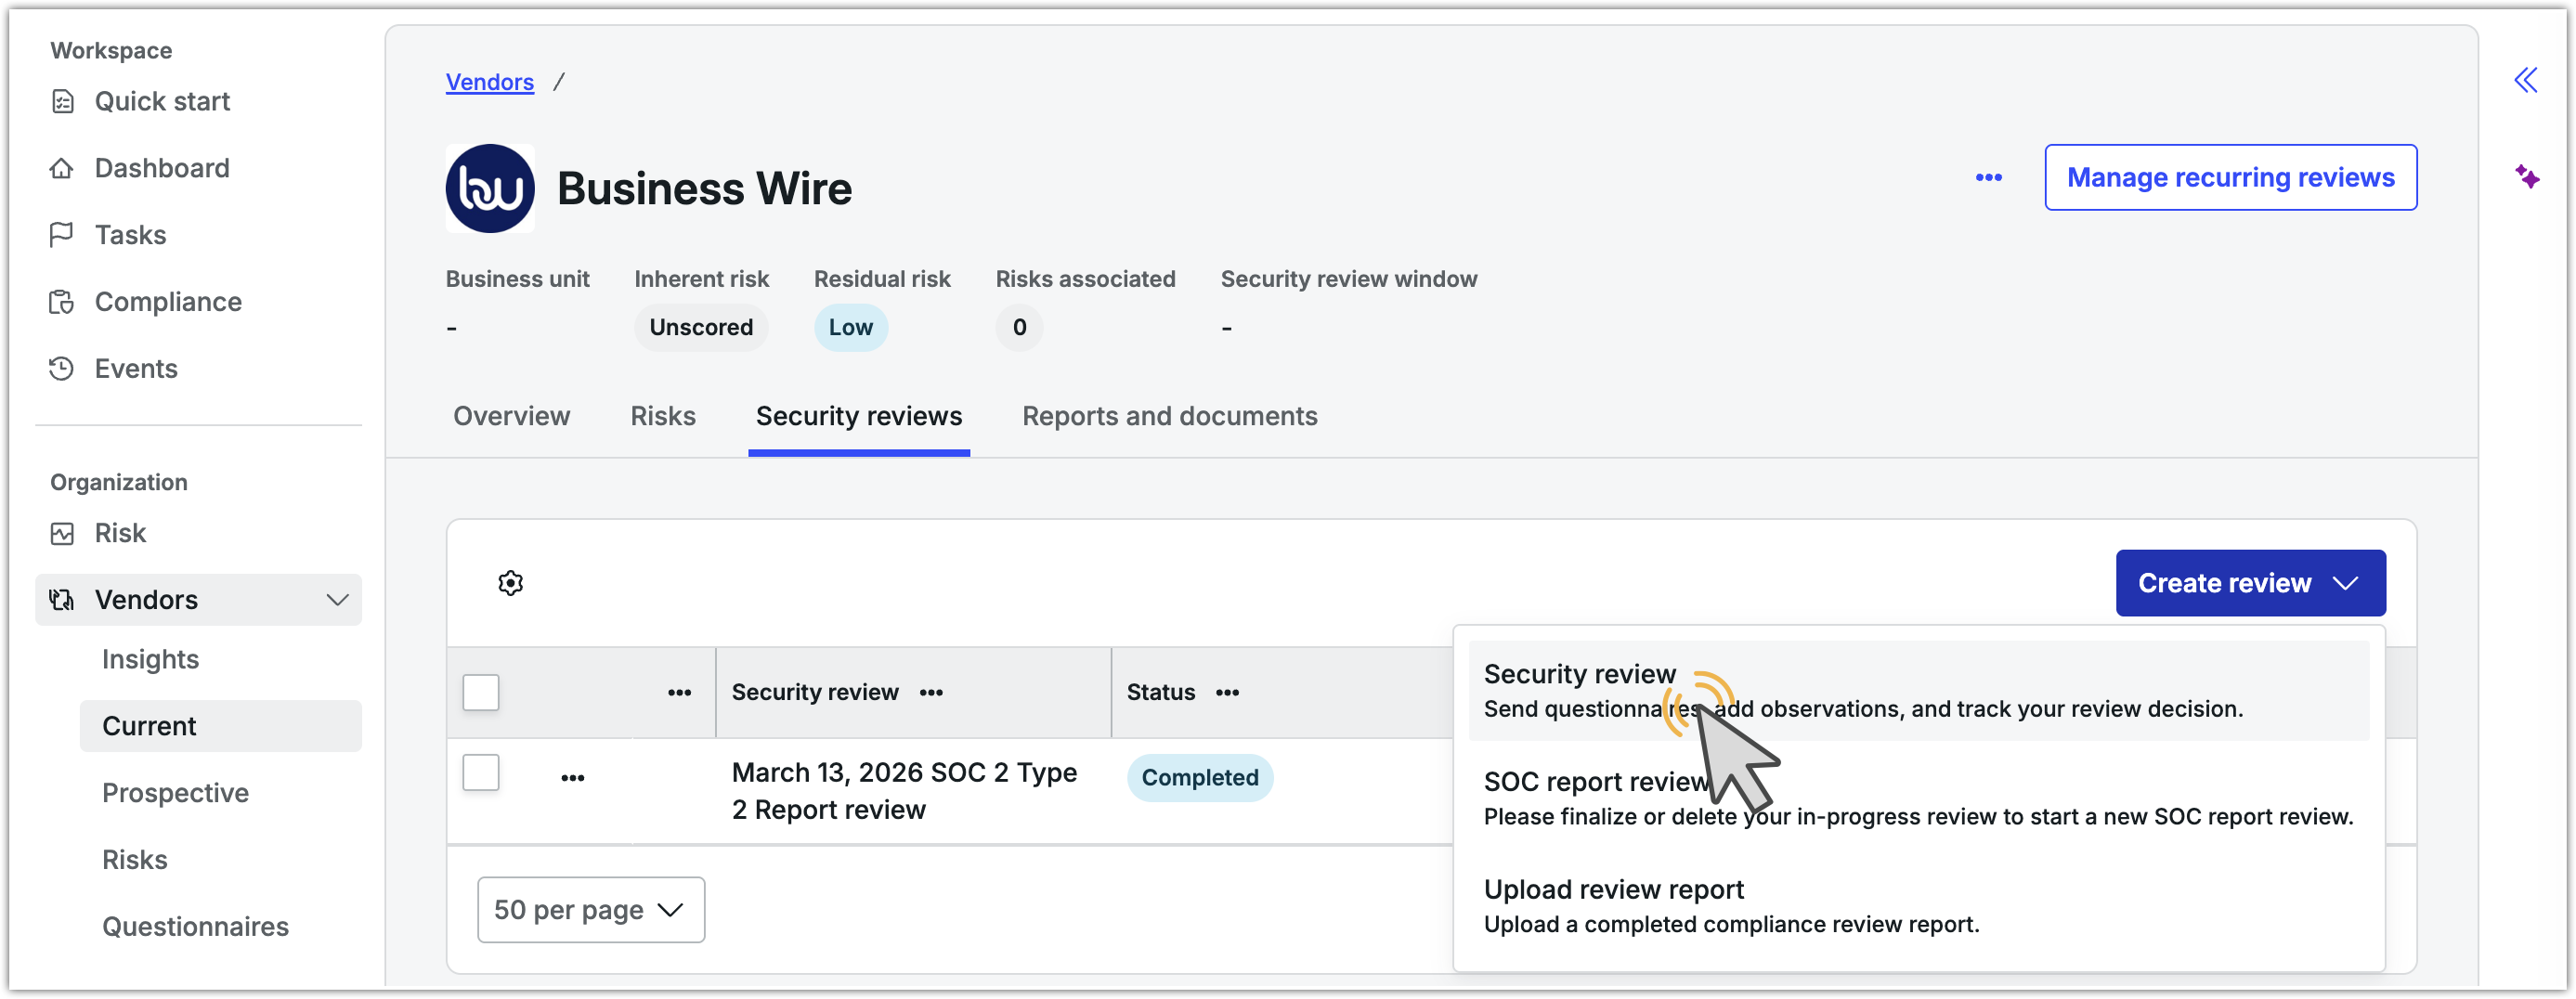 Workspace
Quick start
Dashboard
Tasks
Compliance
Events
Organization
Risk
Vendors
Insights
Current
Prospective
Risks
Questionnaires
Vendors /
bw
Business Wire
Manage recurring reviews
Business unit
-
Inherent risk
Unscored
Residual risk
Low
Risks associated
0
Security review window
-
Overview Risks Security reviews Reports and documents
Create review
Security review Status
March 13, 2026 SOC 2 Type
2 Report review
Completed
50 per page
Security review
Send questionnaires, add observations, and track your review decision.
SOC report review
Please finalize or delete your in-progress review to start a new SOC report review.
Upload review report
Upload a completed compliance review report.